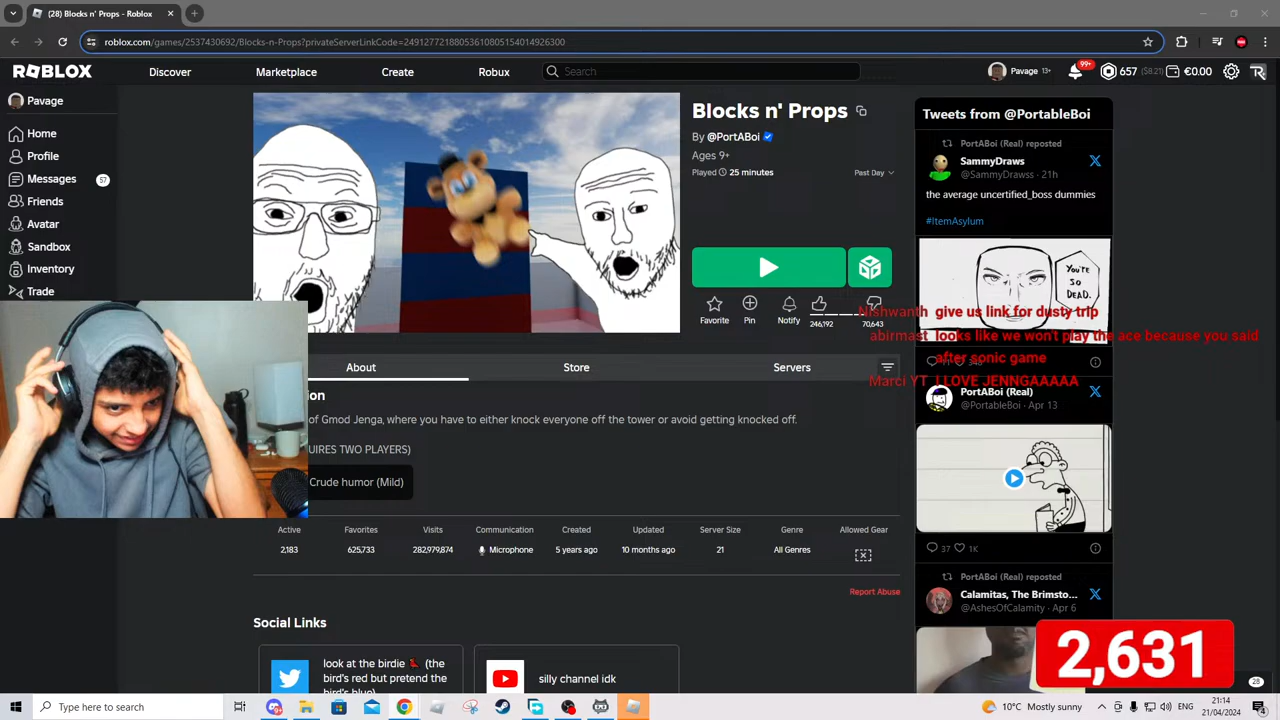 (28) Blocks n' Props - Roblox
roblox.com/games/2537430692/Blocks-n-Props?privateServerLinkCode=24912772188053610805154014926300
ROBLOX
Discover
Marketplace
Create
Robux
Search
Pavage 13+
99+
657
($8.21)
€0.00
Pavage
Home
Profile
Messages
57
Friends
Avatar
Sandbox
Inventory
Trade
Blocks n' Props
By @PortABoi
Ages 9+
Played 25 minutes
Past Day
Favorite
Pin
Notify
246,192
70,643
About
Store
Servers
tion
of Gmod Jenga, where you have to either knock everyone off the tower or avoid getting knocked off.
UIRES TWO PLAYERS)
Crude humor (Mild)
Active
Favorites
Visits
Communication
Created
Updated
Server Size
Genre
Allowed Gear
2,183
625,733
282,979,874
Microphone
5 years ago
10 months ago
21
All Genres
Report Abuse
Social Links
look at the birdie (the
bird's red but pretend the
bird's blue)
silly channel idk
Tweets from @PortableBoi
PortABoi (Real) reposted
SammyDraws
@SammyDrawss · 21h
the average uncertified_boss dummies
#ItemAsylum
YOU'RE
SO
DEAD.
Nishwanth give us link for dusty trip
abirmast looks like we won't play the ace because you said
after sonic game
Marci YT I LOVE JENNGAAAAA
PortABoi (Real)
@PortableBoi · Apr 13
37
1K
PortABoi (Real) reposted
Calamitas, The Brimsto...
@AshesOfCalamity · Apr 6
2,631
28
Type here to search
10°C Mostly sunny
ENG
21:14
21/04/2024